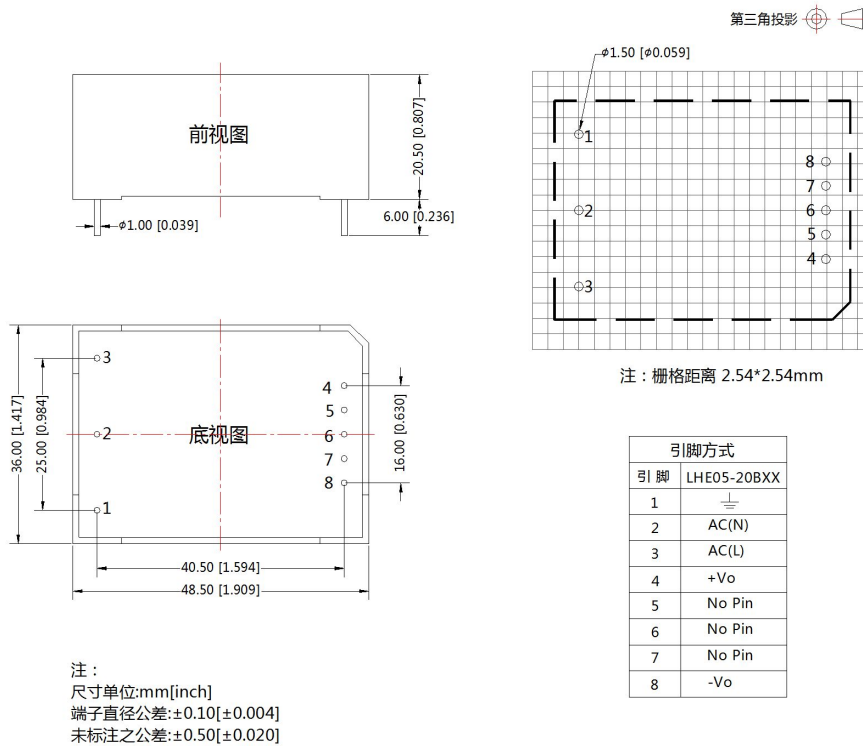 第三角投影
⌀1.50 [⌀0.059]
前视图
20.50 [0.807]
6.00 [0.236]
⌀1.00 [0.039]
1
2
3
8
7
6
5
4
注：栅格距离 2.54*2.54mm
36.00 [1.417]
25.00 [0.984]
3
2
1
底视图
4
5
6
7
8
16.00 [0.630]
40.50 [1.594]
48.50 [1.909]
引脚方式
引 脚 LHE05-20BXX
1 ⏚
2 AC(N)
3 AC(L)
4 +Vo
5 No Pin
6 No Pin
7 No Pin
8 -Vo
注：
尺寸单位:mm[inch]
端子直径公差:±0.10[±0.004]
未标注之公差:±0.50[±0.020]